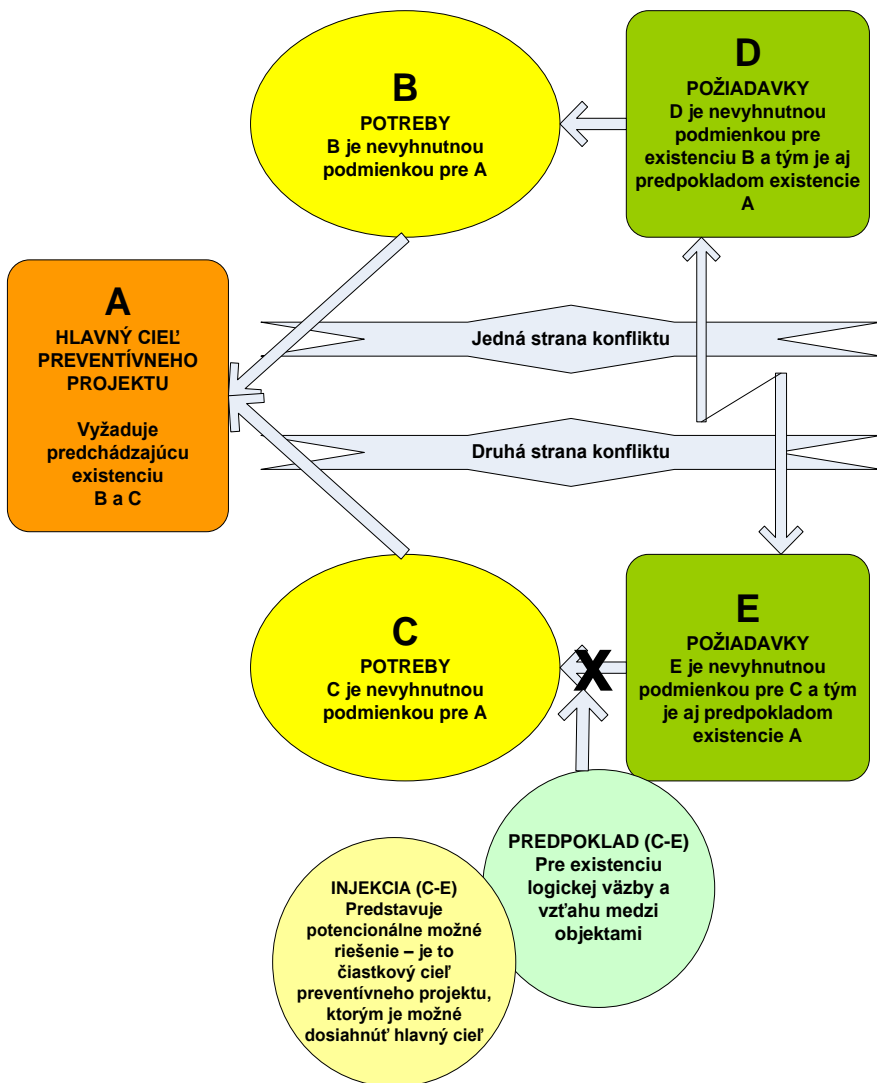 B
POTREBY
B je nevyhnutnou
podmienkou pre A
D
POŽIADAVKY
D je nevyhnutnou
podmienkou pre
existenciu B a tým je aj
predpokladom existencie
A
A
HLAVNÝ CIEĽ
PREVENTÍVNEHO
PROJEKTU
Vyžaduje
predchádzajúcu
existenciu
B a C
Jedná strana konfliktu
Druhá strana konfliktu
C
POTREBY
C je nevyhnutnou
podmienkou pre A
X
E
POŽIADAVKY
E je nevyhnutnou
podmienkou pre C a tým
je aj predpokladom
existencie A
PREDPOKLAD (C-E)
Pre existenciu
logickej väzby a
vzťahu medzi
objektami
INJEKCIA (C-E)
Predstavuje
potencionálne možné
riešenie – je to
čiastkový cieľ
preventívneho projektu,
ktorým je možné
dosiahnúť hlavný cieľ